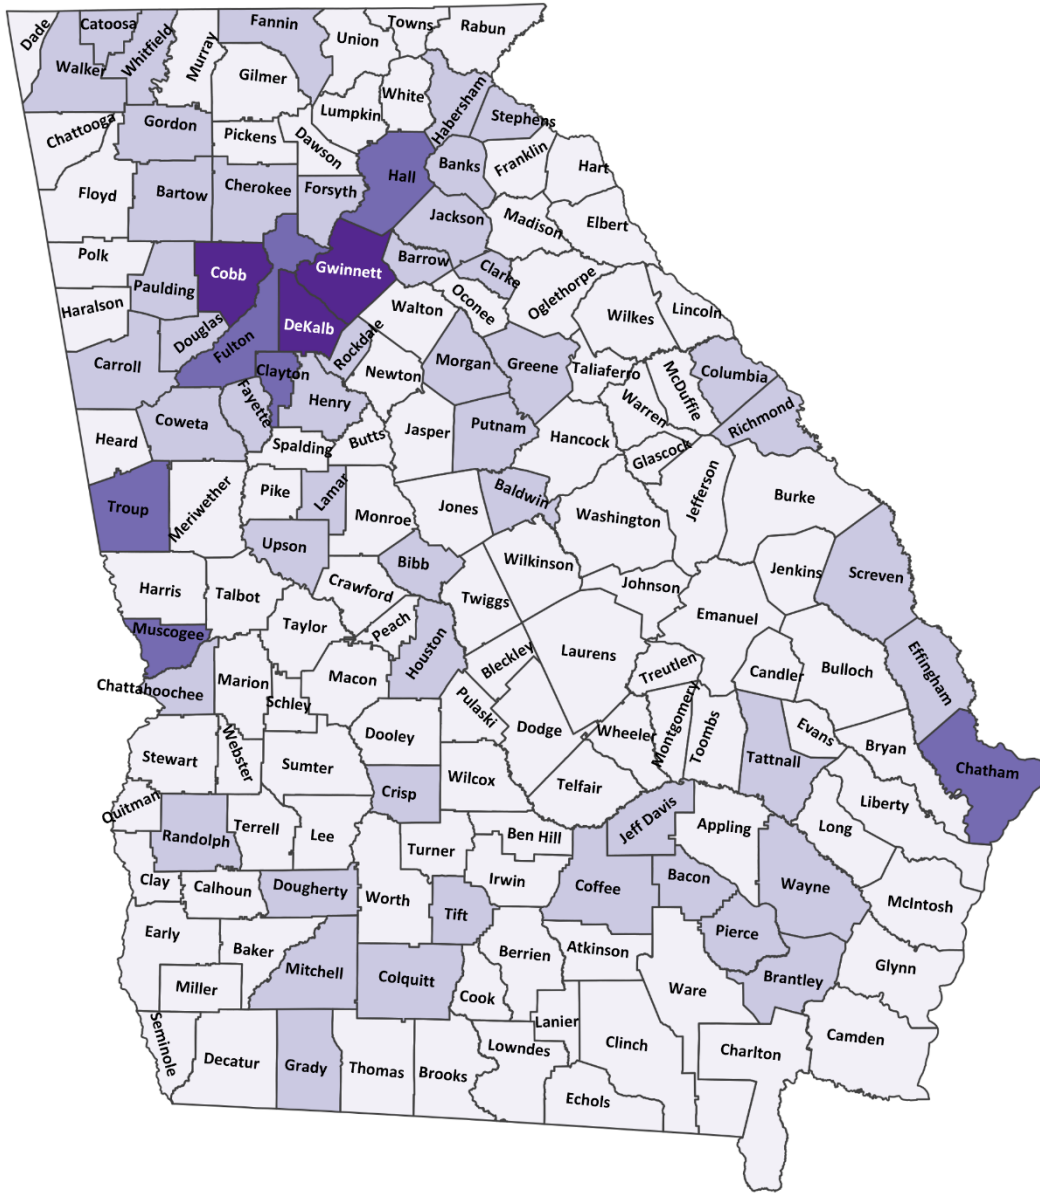 Dade
Catoosa
Whitfield
Murray
Fannin
Union
Towns
Rabun
Walker
Gilmer
White
Lumpkin
Habersham
Stephens
Chattooga
Gordon
Pickens
Dawson
Hall
Banks
Franklin
Hart
Floyd
Bartow
Cherokee
Forsyth
Jackson
Madison
Elbert
Polk
Cobb
Gwinnett
Barrow
Clarke
Oglethorpe
Paulding
Haralson
Douglas
DeKalb
Rockdale
Walton
Oconee
Wilkes
Lincoln
Carroll
Fulton
Clayton
Newton
Morgan
Greene
Taliaferro
McDuffie
Columbia
Coweta
Fayette
Henry
Warren
Richmond
Heard
Spalding
Butts
Jasper
Putnam
Hancock
Glascock
Troup
Meriwether
Pike
Lamar
Monroe
Jones
Baldwin
Washington
Jefferson
Burke
Upson
Bibb
Wilkinson
Jenkins
Screven
Harris
Talbot
Crawford
Twiggs
Johnson
Emanuel
Muscogee
Taylor
Peach
Houston
Bleckley
Laurens
Treutlen
Candler
Bulloch
Effingham
Chattahoochee
Marion
Schley
Macon
Pulaski
Dodge
Wheele
Montgomery
Toombs
Tattnall
Evans
Bryan
Chatham
Stewart
Webster
Sumter
Dooley
Wilcox
Telfair
Liberty
Quitman
Crisp
Randolph
Terrell
Lee
Turner
Ben Hill
Jeff Davis
Appling
Long
Clay
Calhoun
Dougherty
Worth
Irwin
Tift
Coffee
Bacon
Wayne
McIntosh
Early
Baker
Mitchell
Colquitt
Berrien
Atkinson
Pierce
Miller
Cook
Ware
Brantley
Glynn
Seminole
Decatur
Grady
Thomas
Brooks
Lowndes
Lanier
Clinch
Charlton
Camden
Echols